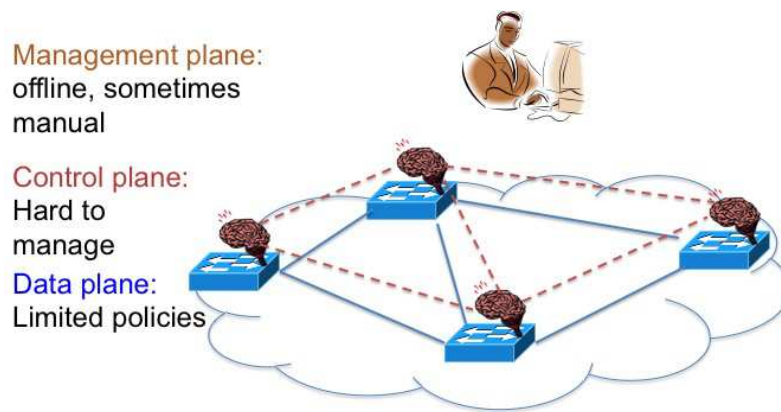 Management plane:
offline, sometimes
manual
Control plane:
Hard to
manage
Data plane:
Limited policies